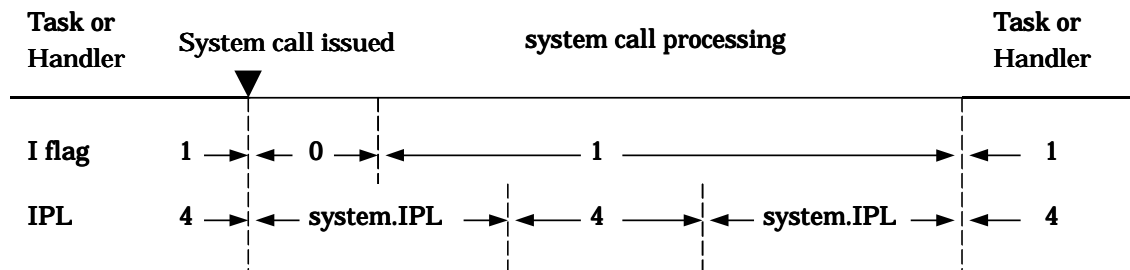 Task or
Handler
System call issued
system call processing
Task or
Handler
I flag 1 0 1 1
IPL 4 system.IPL 4 system.IPL 4